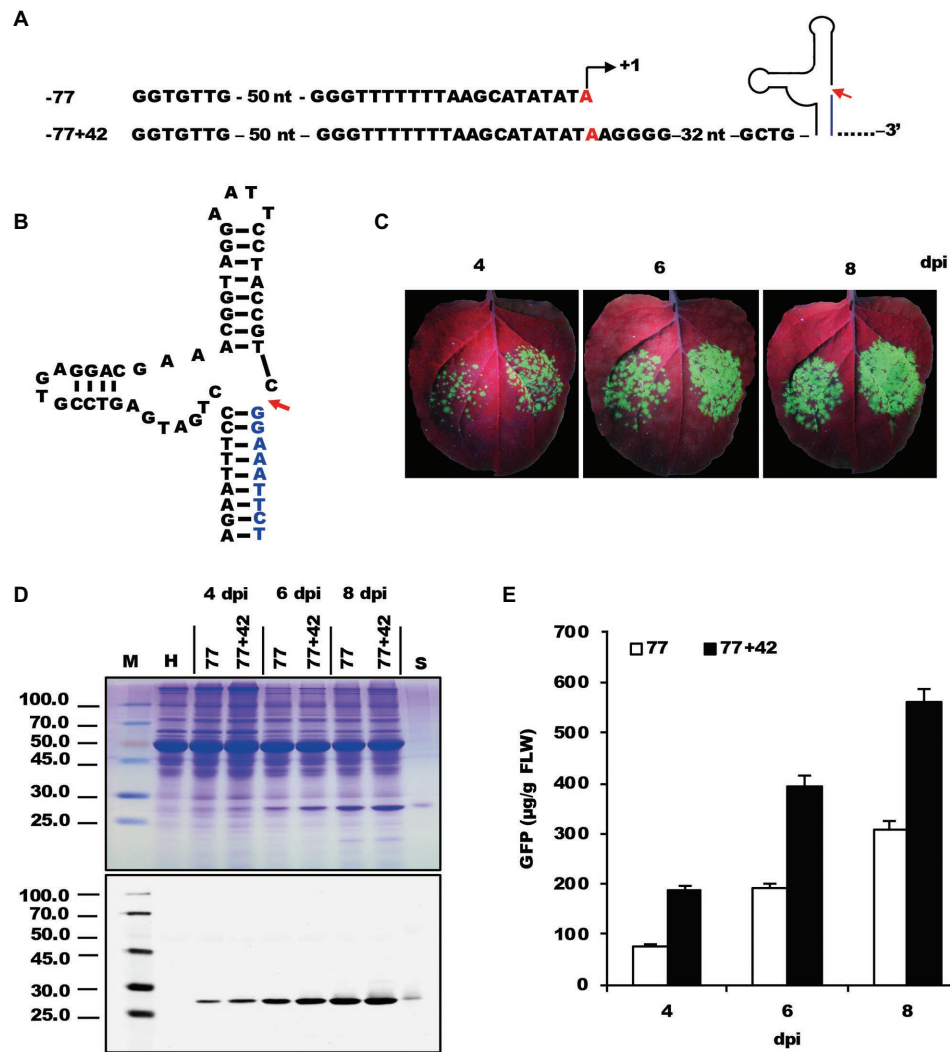 A
+1
-77 GGTGTTG - 50 nt - GGGTTTTTTTAAGCATATATA
-77+42 GGTGTTG – 50 nt – GGGTTTTTTTAAGCATATATAAGGGG–32 nt – GCTG – ......–3'
B
A T
A T
A
G – C
G – C
A – T
T – A
G – C
G – C
C – G
A – T
C
G A G G A C G A A A
T G C C T G A G T A G T C
C – G
C – G
T – A
T – A
T – A
A – T
A – T
G – C
A – T
C
4 6 8 dpi
D
4 dpi 6 dpi 8 dpi
M H 77 77+42 77 77+42 77 77+42 S
100.0
70.0
50.0
45.0
30.0
25.0
100.0
70.0
50.0
45.0
30.0
25.0
E
77 77+42
GFP (µg/g FLW)
700
600
500
400
300
200
100
0
4 6 8
dpi